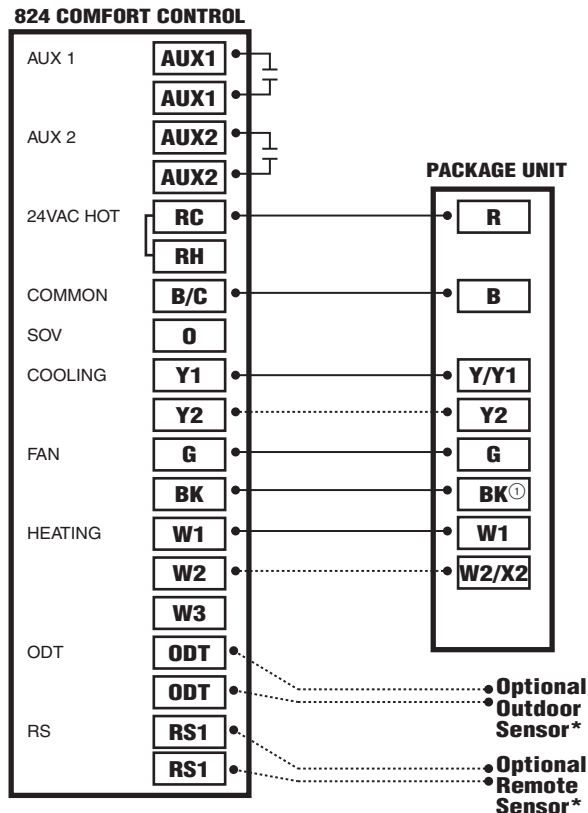 824 COMFORT CONTROL
AUX 1 AUX1
AUX1
AUX 2 AUX2
AUX2
PACKAGE UNIT
24VAC HOT RC R
RH
COMMON B/C B
SOV O
COOLING Y1 Y/Y1
Y2 Y2
FAN G G
BK BK①
HEATING W1 W1
W2 W2/X2
W3
ODT ODT
ODT
Optional
Outdoor
Sensor*
RS RS1
RS1
Optional
Remote
Sensor*